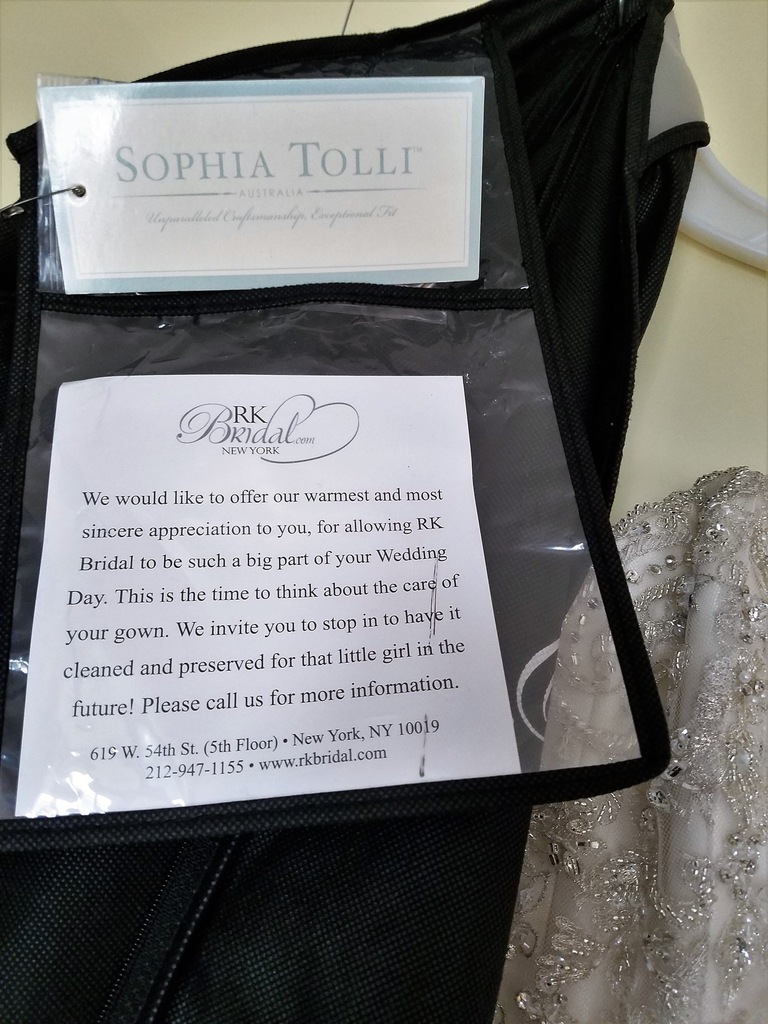 SOPHIA TOLLI™
AUSTRALIA
Unparalleled Craftsmanship, Exceptional Fit
RK
Bridal.com
NEW YORK
We would like to offer our warmest and most
sincere appreciation to you, for allowing RK
Bridal to be such a big part of your Wedding
Day. This is the time to think about the care of
your gown. We invite you to stop in to have it
cleaned and preserved for that little girl in the
future! Please call us for more information.
619 W. 54th St. (5th Floor) • New York, NY 10019
212-947-1155 • www.rkbridal.com